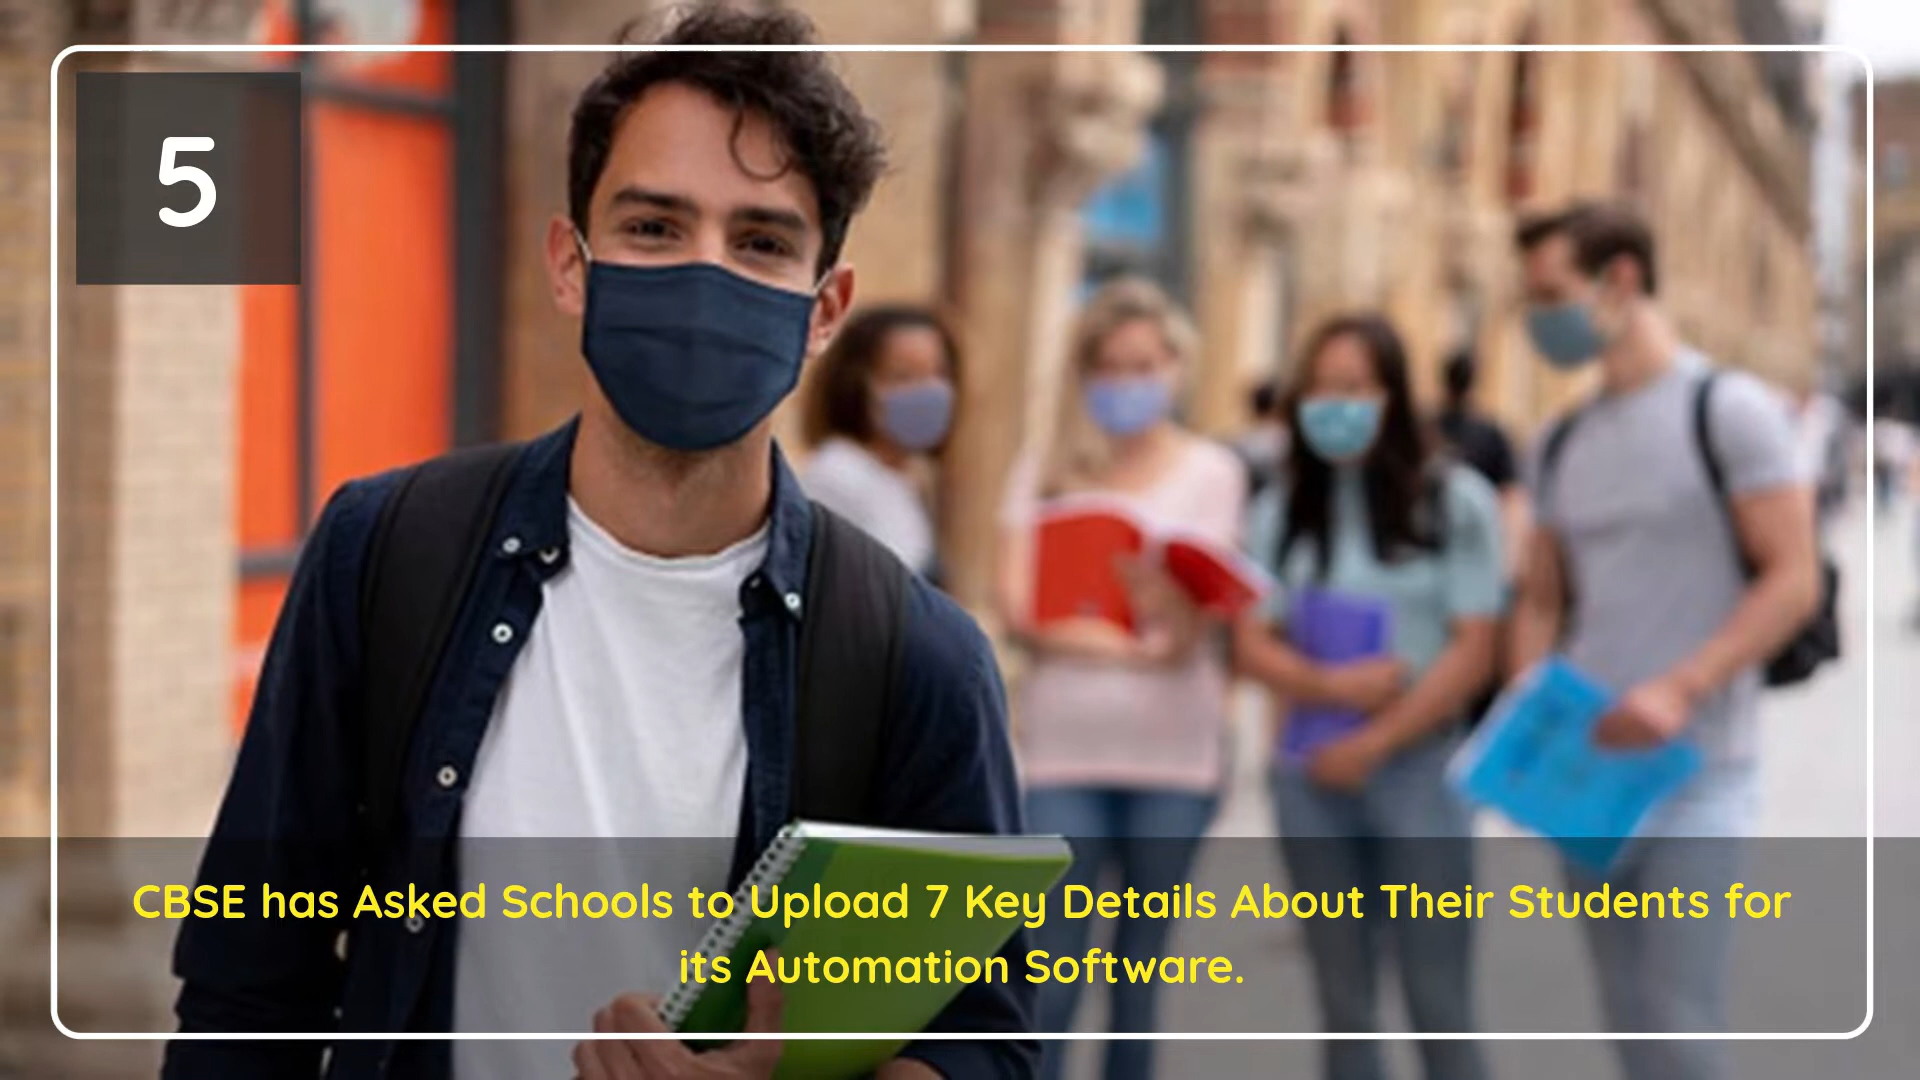 5
CBSE has Asked Schools to Upload 7 Key Details About Their Students for
its Automation Software.